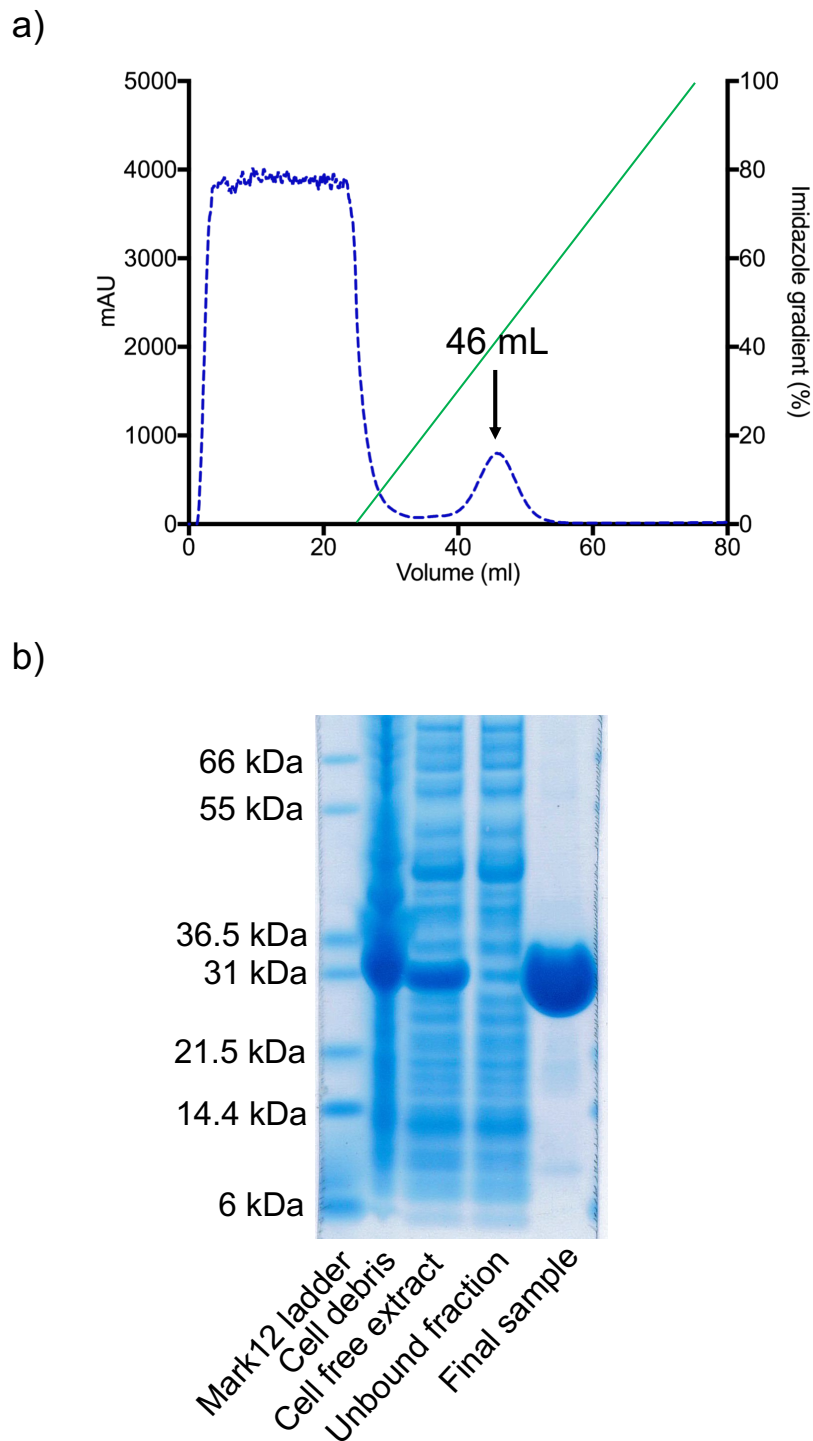 a)
5000
4000
3000
2000
1000
0
mAU
100
80
60
40
20
0
Imidazole gradient (%)
46 mL
0 20 40 60 80
Volume (ml)
b)
66 kDa
55 kDa
36.5 kDa
31 kDa
21.5 kDa
14.4 kDa
6 kDa
Mark12 ladder
Cell debris
Cell free extract
Unbound fraction
Final sample